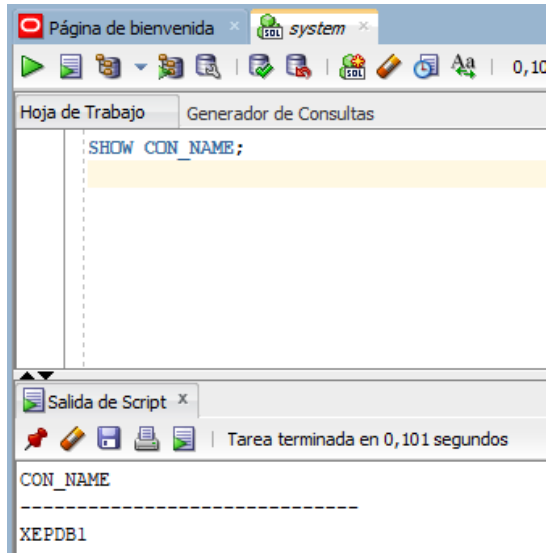 Página de bienvenida
system
0,10
Hoja de Trabajo Generador de Consultas
SHOW CON_NAME;
Salida de Script
Tarea terminada en 0,101 segundos
CON_NAME
------------------------------
XEPDB1